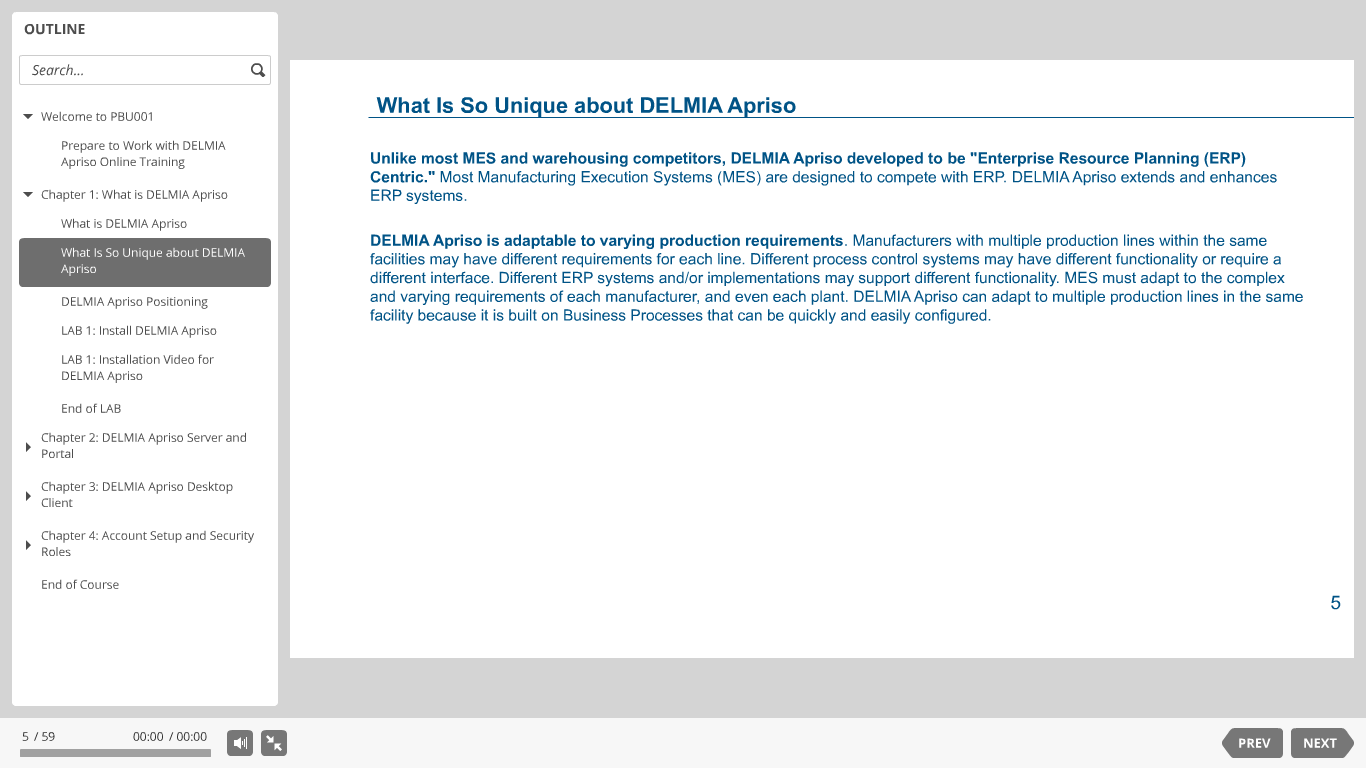 OUTLINE
Search...
Welcome to PBU001
Prepare to Work with DELMIA
Apriso Online Training
Chapter 1: What is DELMIA Apriso
What is DELMIA Apriso
What Is So Unique about DELMIA
Apriso
DELMIA Apriso Positioning
LAB 1: Install DELMIA Apriso
LAB 1: Installation Video for
DELMIA Apriso
End of LAB
Chapter 2: DELMIA Apriso Server and
Portal
Chapter 3: DELMIA Apriso Desktop
Client
Chapter 4: Account Setup and Security
Roles
End of Course
What Is So Unique about DELMIA Apriso
Unlike most MES and warehousing competitors, DELMIA Apriso developed to be "Enterprise Resource Planning (ERP)
Centric." Most Manufacturing Execution Systems (MES) are designed to compete with ERP. DELMIA Apriso extends and enhances
ERP systems.
DELMIA Apriso is adaptable to varying production requirements. Manufacturers with multiple production lines within the same
facilities may have different requirements for each line. Different process control systems may have different functionality or require a
different interface. Different ERP systems and/or implementations may support different functionality. MES must adapt to the complex
and varying requirements of each manufacturer, and even each plant. DELMIA Apriso can adapt to multiple production lines in the same
facility because it is built on Business Processes that can be quickly and easily configured.
5
5 / 59
00:00 / 00:00
PREV
NEXT